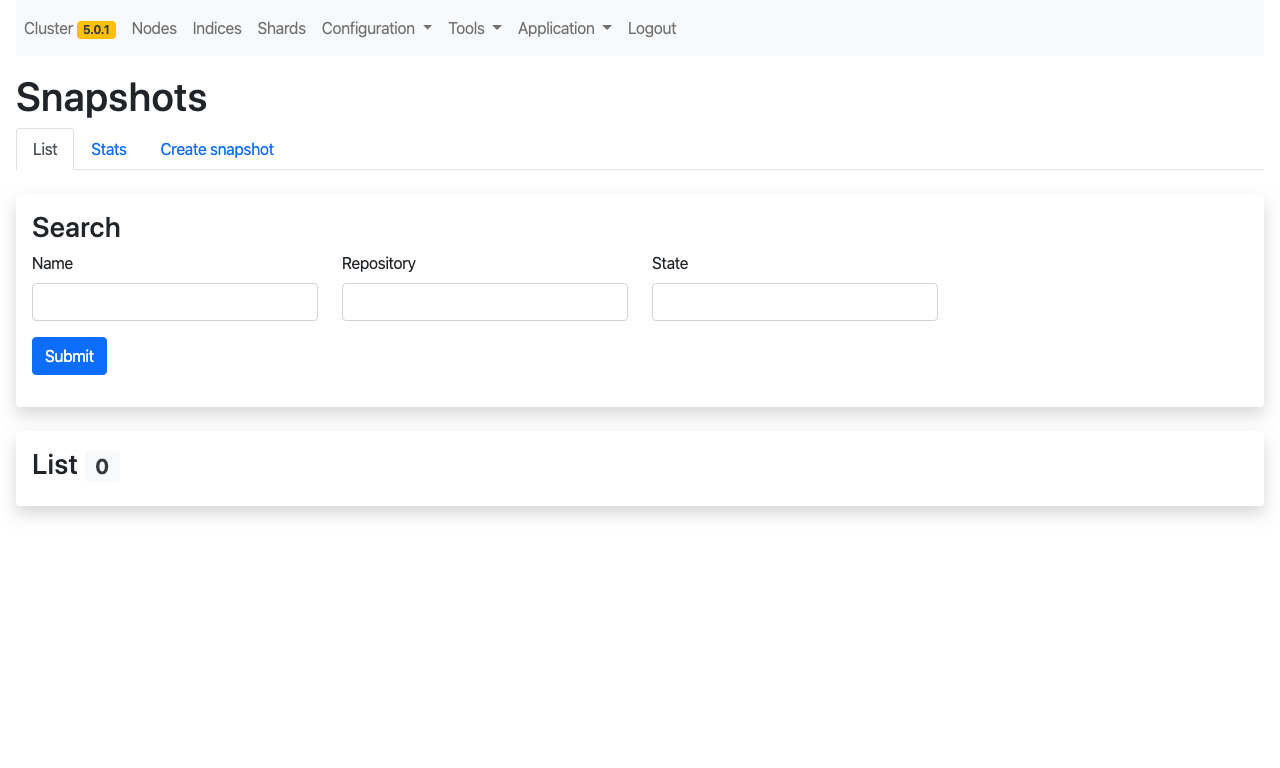 Cluster 5.0.1 Nodes Indices Shards Configuration Tools Application Logout
Snapshots
List Stats Create snapshot
Search
Name Repository State
Submit
List 0